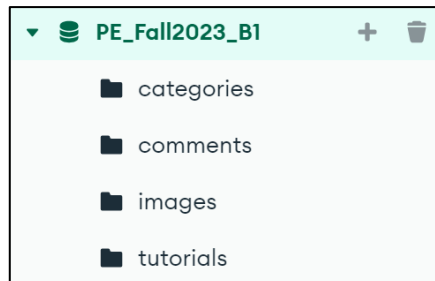 PE_Fall2023_B1
categories
comments
images
tutorials